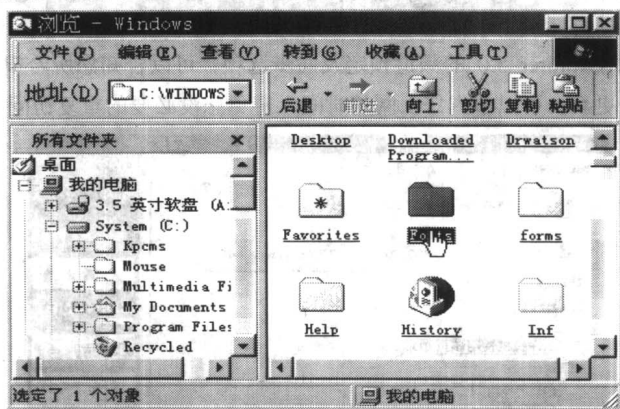 浏览 - Windows
文件(F) 编辑(E) 查看(V) 转到(G) 收藏(A) 工具(T)
地址(D) C:\WINDOWS 后退 前进 向上 剪切 复制 粘贴
所有文件夹
桌面
我的电脑
3.5 英寸软盘 (A:
System (C:)
Kpcms
Mouse
Multimedia Fi
My Documents
Program Files
Recycled
Desktop Downloaded Program... Drwatson
Favorites Fonts forms
Help History Inf
选定了 1 个对象 我的电脑